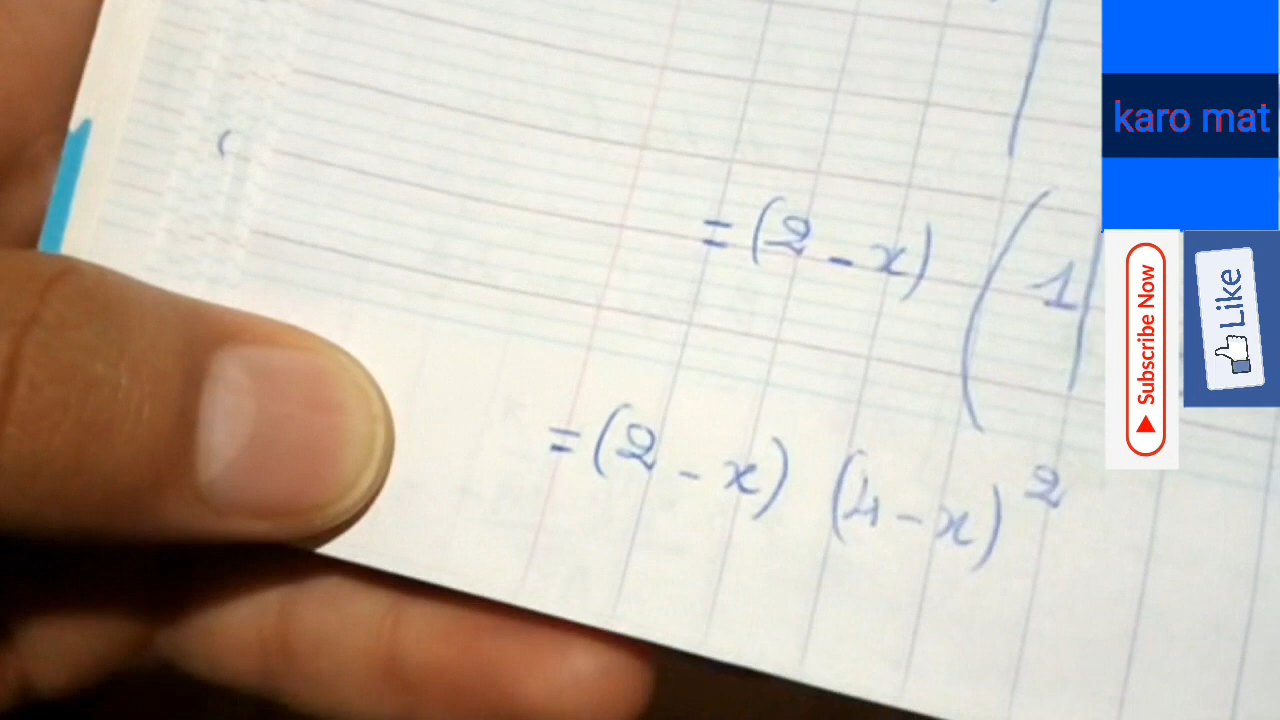 karo mat
= (2 - x) ( 1
Subscribe Now
Like
= (2 - x) (4 - x)²